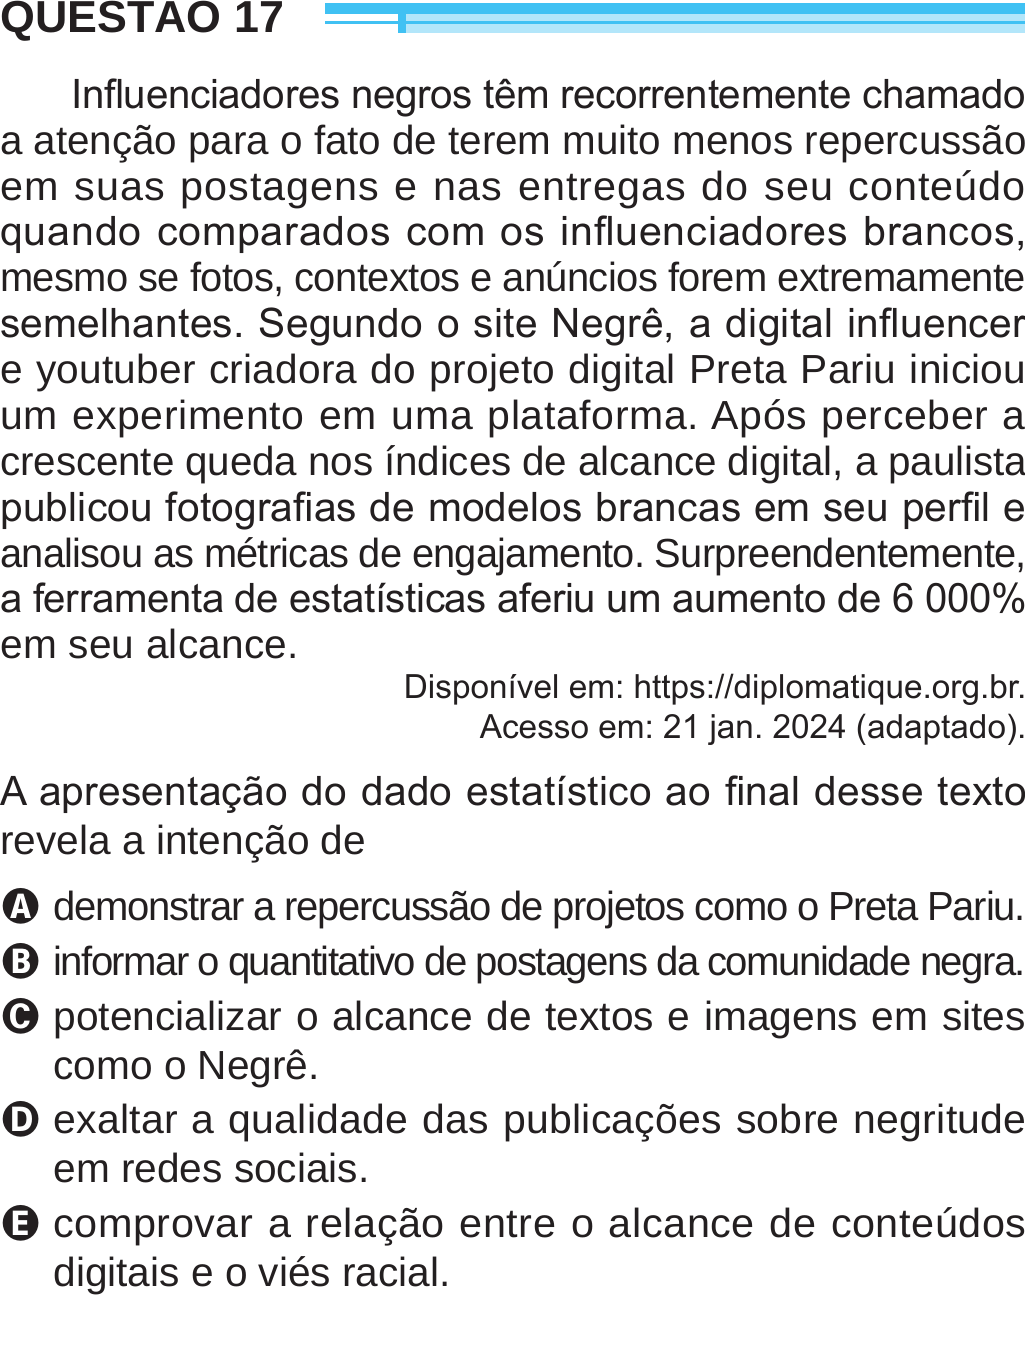 QUESTÃO 17
Influenciadores negros têm recorrentemente chamado
a atenção para o fato de terem muito menos repercussão
em suas postagens e nas entregas do seu conteúdo
quando comparados com os influenciadores brancos,
mesmo se fotos, contextos e anúncios forem extremamente
semelhantes. Segundo o site Negrê, a digital influencer
e youtuber criadora do projeto digital Preta Pariu iniciou
um experimento em uma plataforma. Após perceber a
crescente queda nos índices de alcance digital, a paulista
publicou fotografias de modelos brancas em seu perfil e
analisou as métricas de engajamento. Surpreendentemente,
a ferramenta de estatísticas aferiu um aumento de 6 000%
em seu alcance.
Disponível em: https://diplomatique.org.br.
Acesso em: 21 jan. 2024 (adaptado).
A apresentação do dado estatístico ao final desse texto
revela a intenção de
A demonstrar a repercussão de projetos como o Preta Pariu.
B informar o quantitativo de postagens da comunidade negra.
C potencializar o alcance de textos e imagens em sites
como o Negrê.
D exaltar a qualidade das publicações sobre negritude
em redes sociais.
E comprovar a relação entre o alcance de conteúdos
digitais e o viés racial.